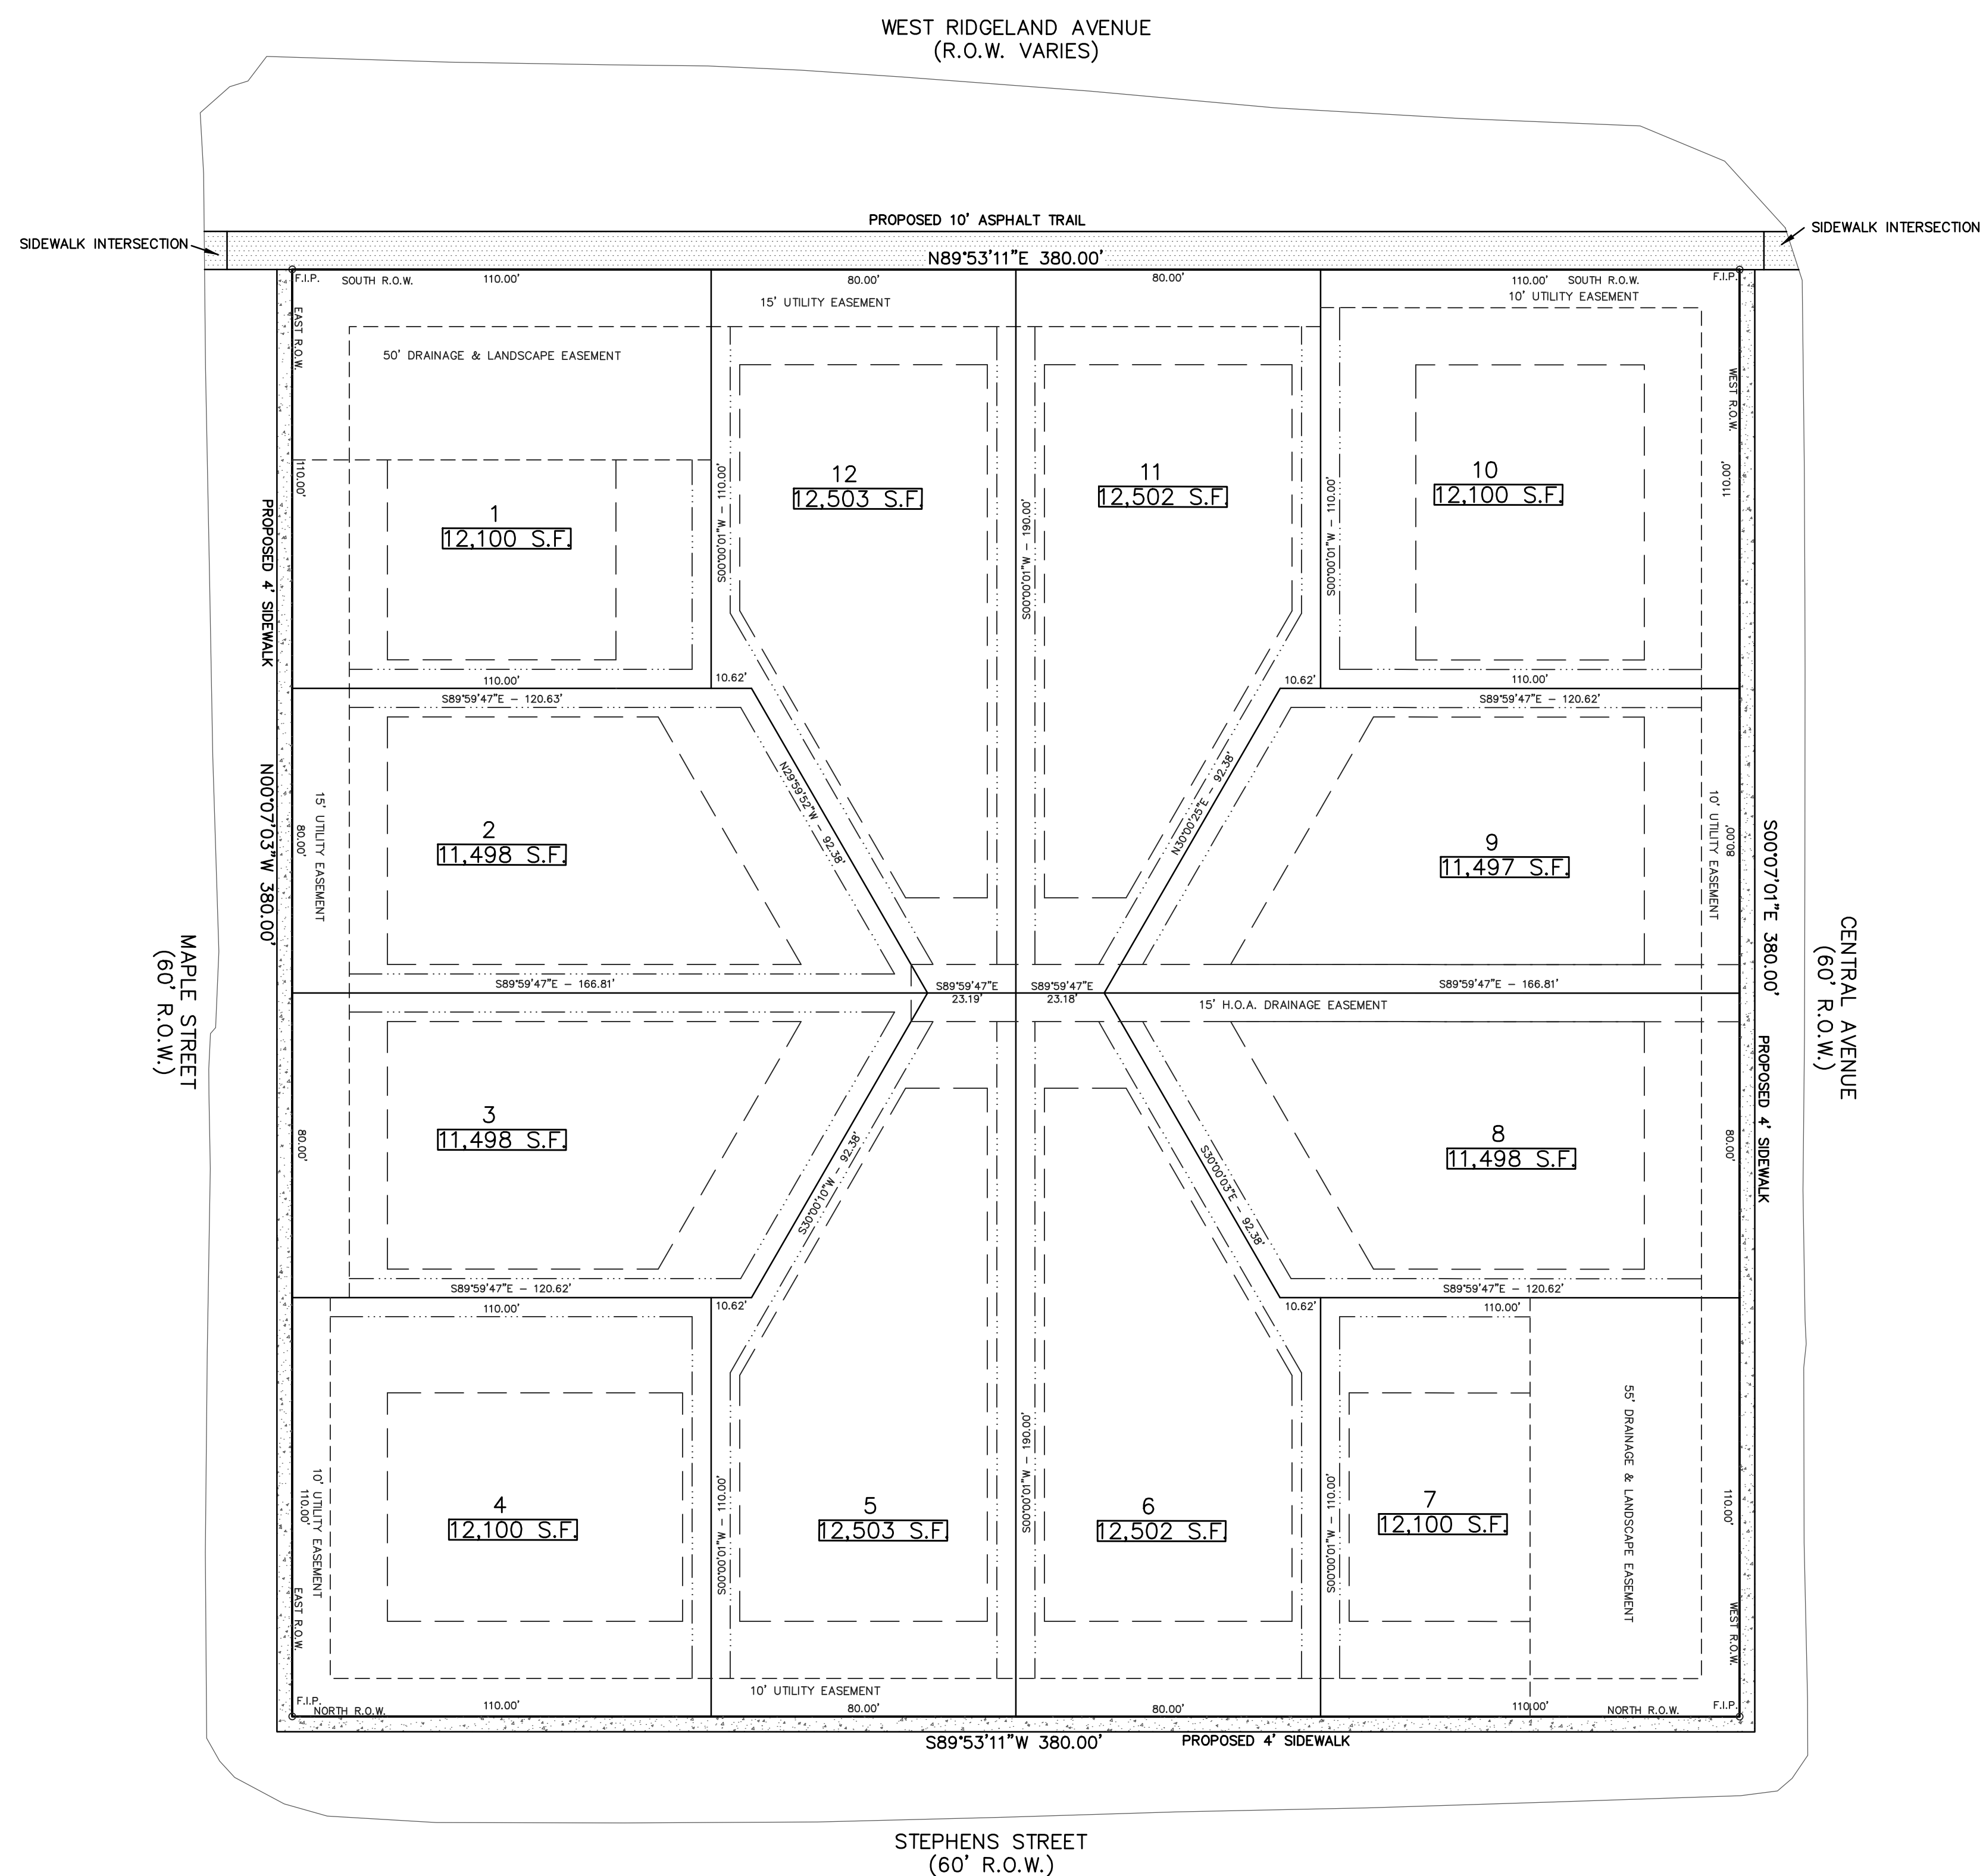 WEST RIDGELAND AVENUE
(R.O.W. VARIES)
PROPOSED 10' ASPHALT TRAIL
SIDEWALK INTERSECTION
SIDEWALK INTERSECTION
N89°53'11"E 380.00'
F.I.P.
SOUTH R.O.W.
110.00'
80.00'
80.00'
110.00'
SOUTH R.O.W.
F.I.P.
15' UTILITY EASEMENT
10' UTILITY EASEMENT
EAST R.O.W.
50' DRAINAGE & LANDSCAPE EASEMENT
WEST R.O.W.
110.00'
PROPOSED 4' SIDEWALK
1
12,100 S.F.
S00°00'01"W - 110.00'
12
12,503 S.F.
S00°00'01"W - 190.00'
11
12,502 S.F.
S00°00'01"W - 110.00'
10
12,100 S.F.
110.00'
110.00'
10.62'
10.62'
110.00'
S89°59'47"E - 120.63'
S89°59'47"E - 120.62'
N00°07'03"W 380.00'
15' UTILITY EASEMENT
80.00'
2
11,498 S.F.
N29°59'52"W - 92.38'
N30°00'25"E - 92.38'
9
11,497 S.F.
10' UTILITY EASEMENT
80.00'
S00°07'01"E 380.00'
MAPLE STREET
(60' R.O.W.)
CENTRAL AVENUE
(60' R.O.W.)
S89°59'47"E - 166.81'
S89°59'47"E
23.19'
S89°59'47"E
23.18'
S89°59'47"E - 166.81'
15' H.O.A. DRAINAGE EASEMENT
PROPOSED 4' SIDEWALK
80.00'
3
11,498 S.F.
S30°00'10"W - 92.38'
S30°00'03"E - 92.38'
8
11,498 S.F.
80.00'
S89°59'47"E - 120.62'
S89°59'47"E - 120.62'
110.00'
10.62'
10.62'
110.00'
10' UTILITY EASEMENT
110.00'
EAST R.O.W.
4
12,100 S.F.
S00°00'01"W - 110.00'
5
12,503 S.F.
S00°00'01"W - 190.00'
6
12,502 S.F.
S00°00'01"W - 110.00'
7
12,100 S.F.
55' DRAINAGE & LANDSCAPE EASEMENT
110.00'
WEST R.O.W.
10' UTILITY EASEMENT
F.I.P.
NORTH R.O.W.
110.00'
80.00'
80.00'
110.00'
NORTH R.O.W.
F.I.P.
S89°53'11"W 380.00'
PROPOSED 4' SIDEWALK
STEPHENS STREET
(60' R.O.W.)